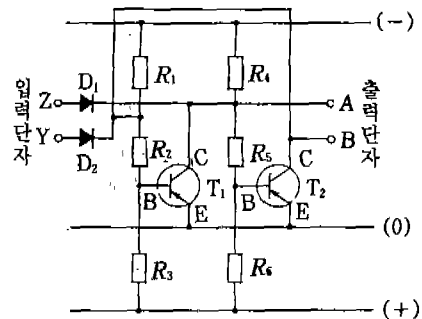 (−)
입력단자
Z
Y
D₁
D₂
R₁
R₄
R₂
R₅
C
C
B
T₁
B
T₂
E
E
R₃
R₆
A
B
출력단자
(0)
(+)